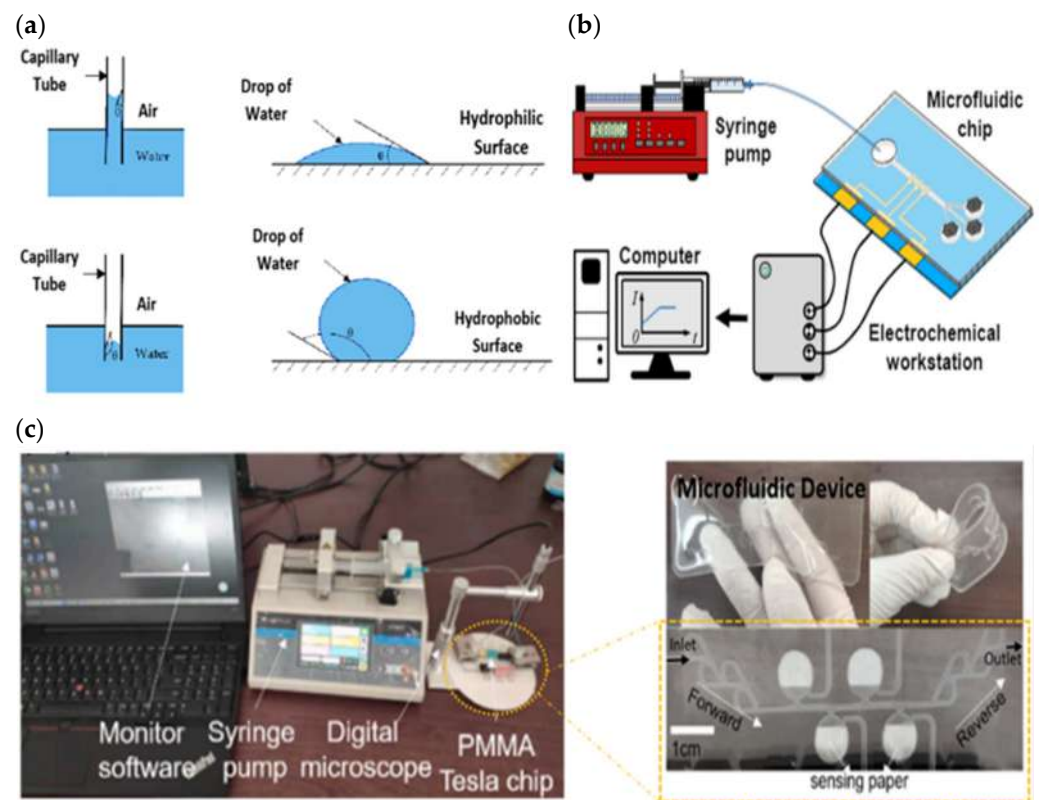 (a)
Capillary
Tube
Air
Water
Drop of
Water
Hydrophilic
Surface
θ
Capillary
Tube
Air
Water
θ
Drop of
Water
θ
Hydrophobic
Surface
(b)
Syringe
pump
Microfluidic
chip
Computer
I
0
t
Electrochemical
workstation
(c)
Monitor
software
Syringe
pump
Digital
microscope
PMMA
Tesla chip
Microfluidic Device
Inlet
Outlet
Forward
Reverse
1cm
sensing paper